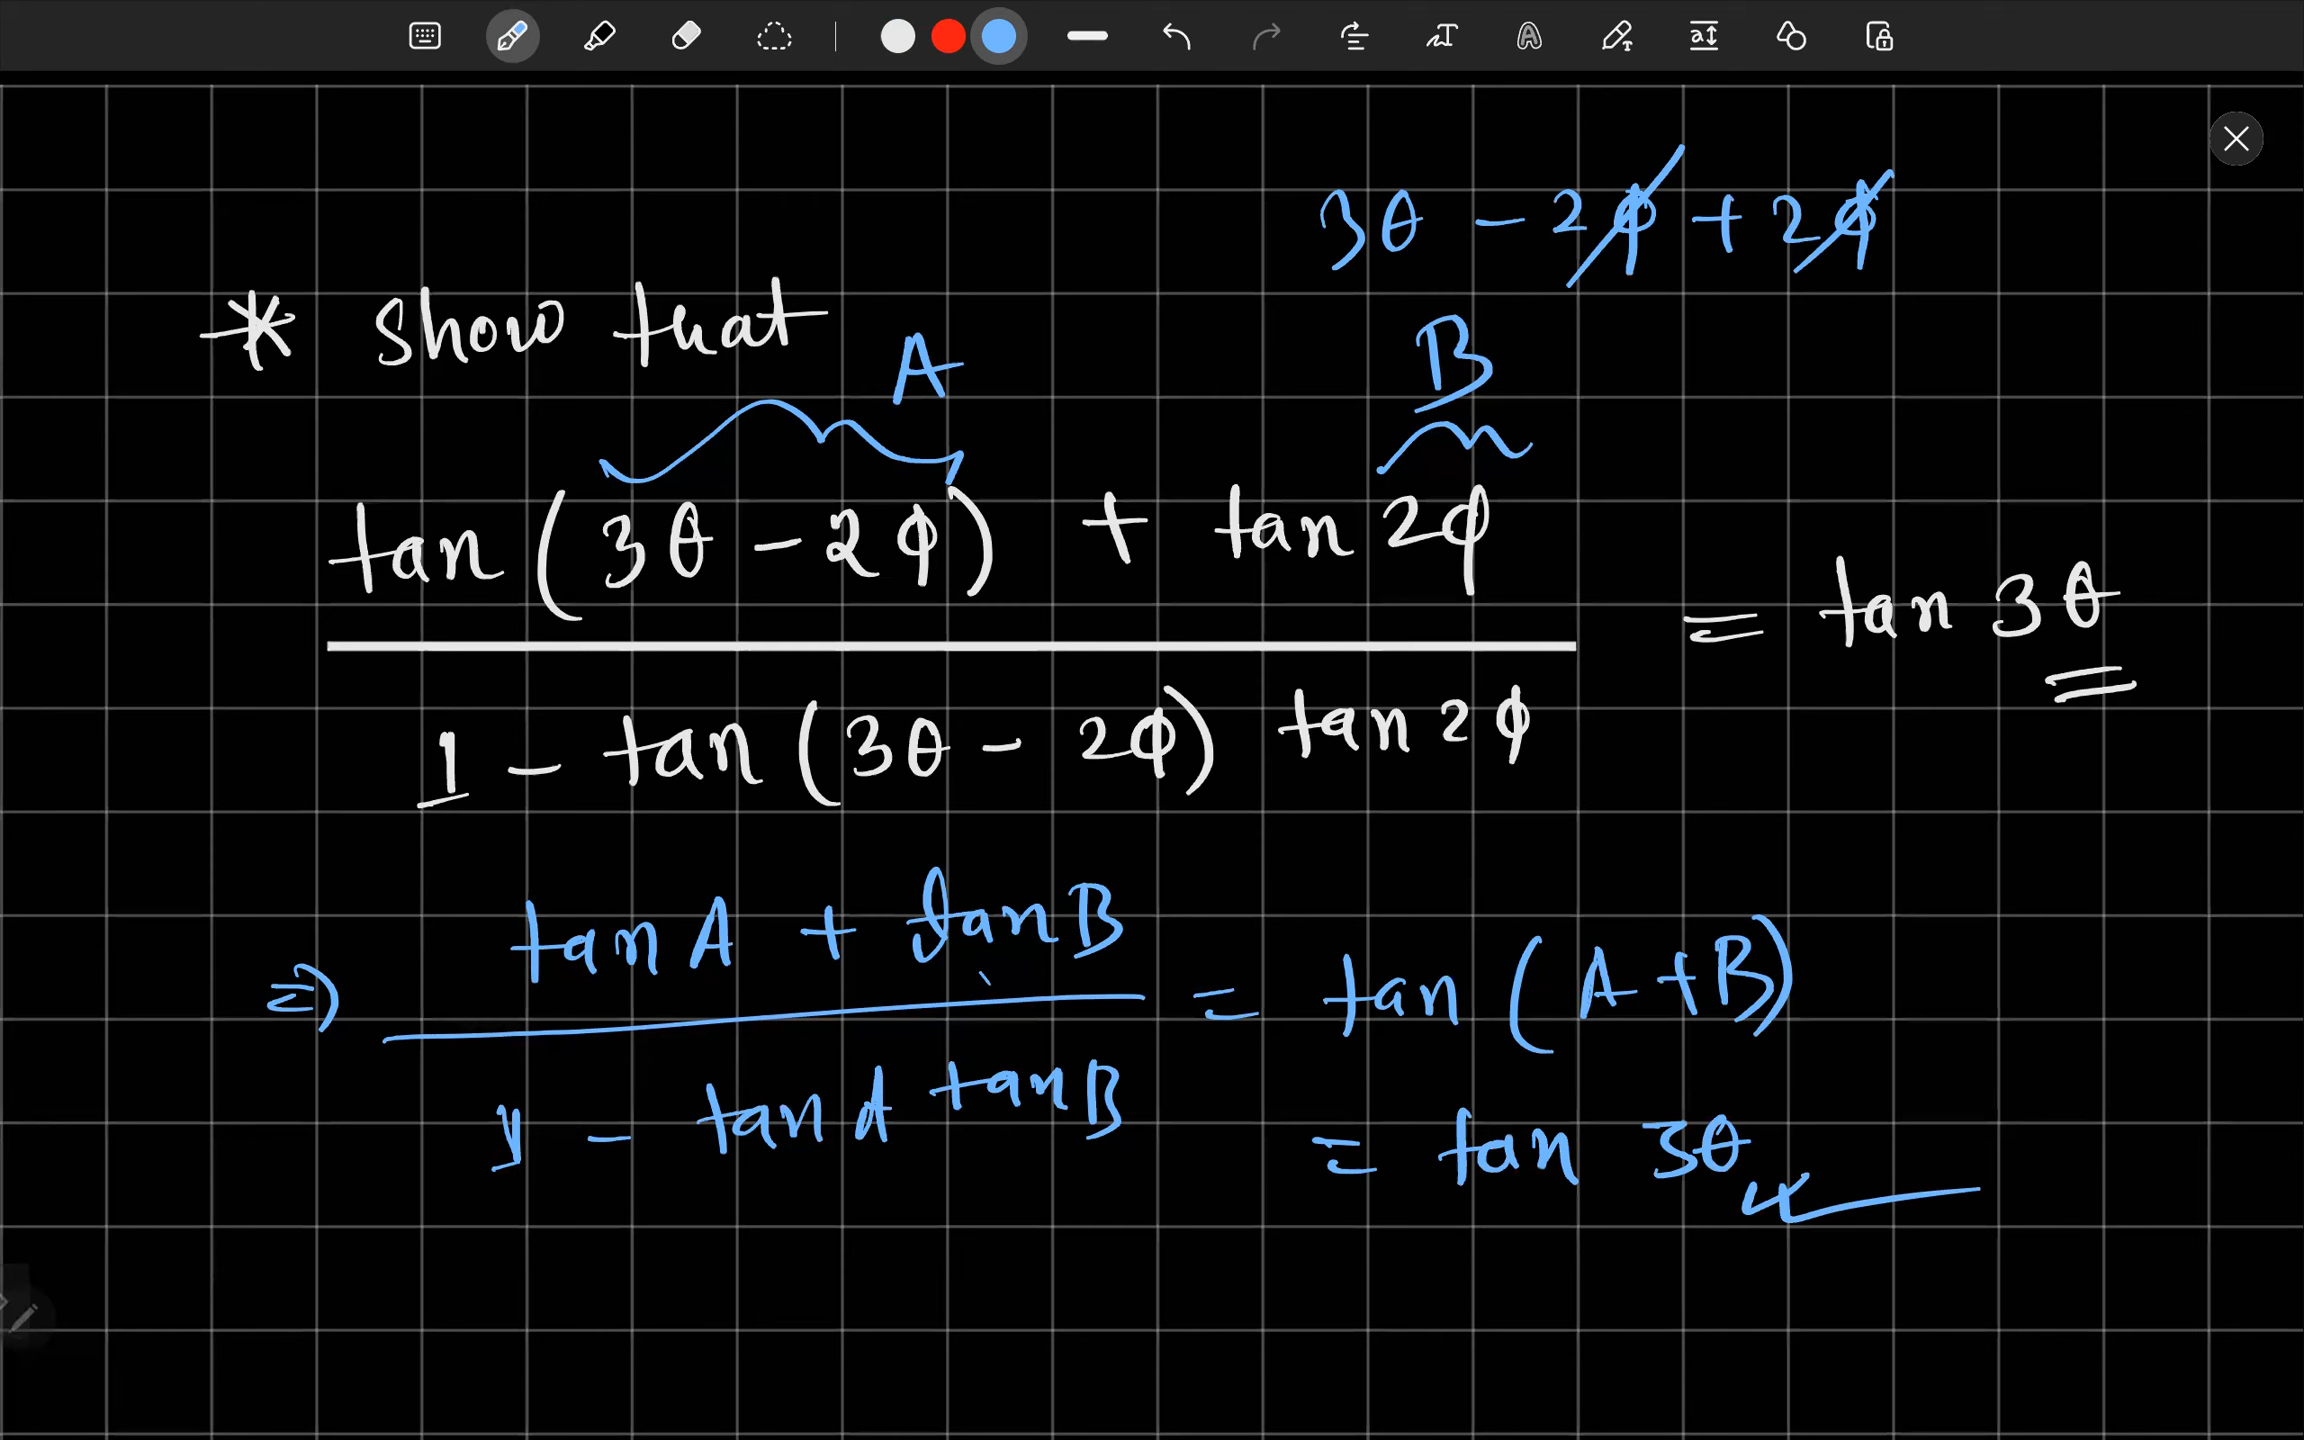 3θ - 2ϕ + 2ϕ
* show that
A B
tan (3θ - 2ϕ) + tan 2ϕ
= tan 3θ
1 - tan (3θ - 2ϕ) tan 2ϕ
⇒ tan A + tan B = tan (A + B)
1 - tan A tan B
= tan 3θ